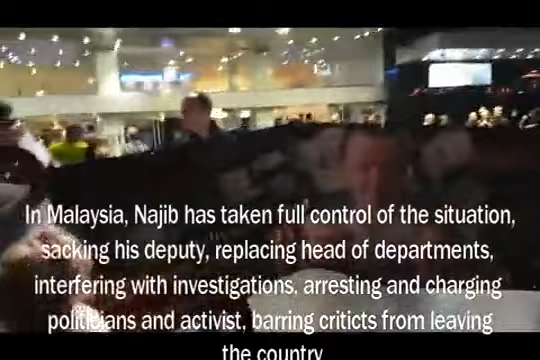 In Malaysia, Najib has taken full control of the situation,
sacking his deputy, replacing head of departments,
interfering with investigations, arresting and charging
politicians and activist, barring criticts from leaving
the country